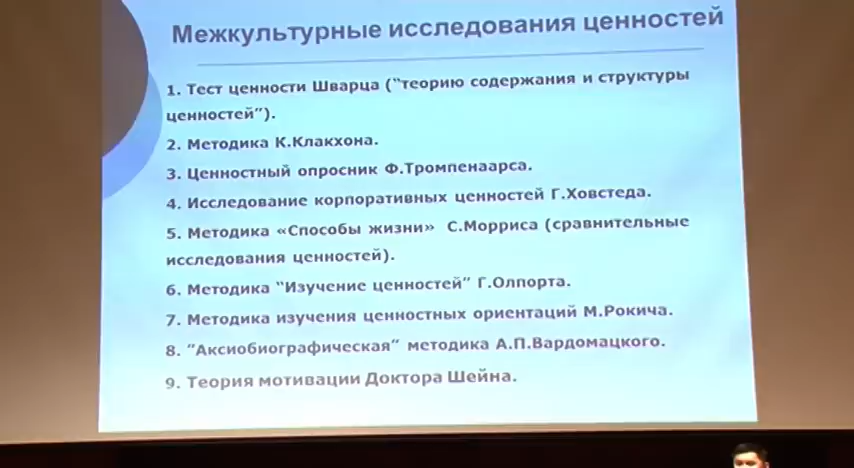 Межкультурные исследования ценностей
1. Тест ценности Шварца ("теорию содержания и структуры
ценностей").
2. Методика К.Клакхона.
3. Ценностный опросник Ф.Тромпенаарса.
4. Исследование корпоративных ценностей Г.Ховстеда.
5. Методика «Способы жизни» С.Морриса (сравнительные
исследования ценностей).
6. Методика "Изучение ценностей" Г.Олпорта.
7. Методика изучения ценностных ориентаций М.Рокича.
8. "Аксиобиографическая" методика А.П.Вардомацкого.
9. Теория мотивации Доктора Шейна.